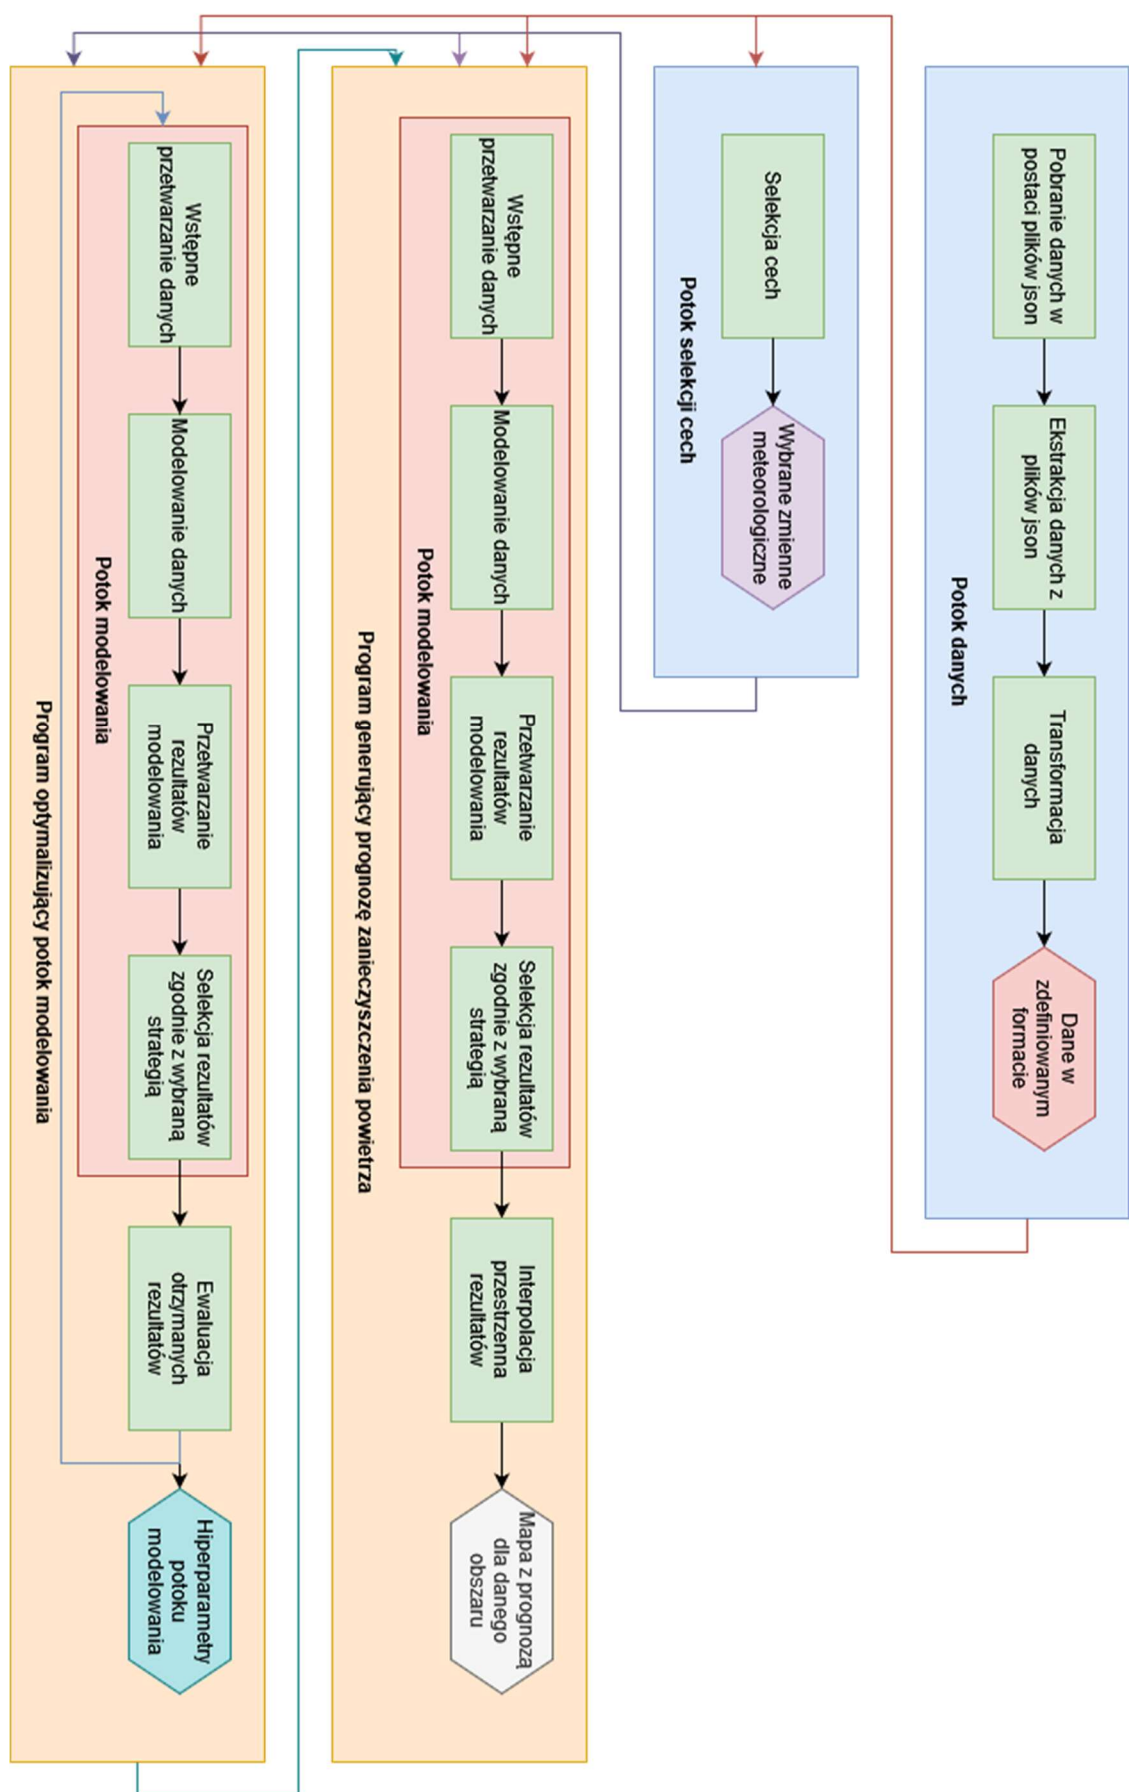 Pobranie danych w
postaci plików json
Ekstrakcja danych z
plików json
Transformacja
danych
Dane w
zdefiniowanym
formacie
Potok danych
Selekcja cech
Wybrane zmienne
meteorologiczne
Potok selekcji cech
Wstępne
przetwarzanie danych
Modelowanie danych
Przetwarzanie
rezultatów
modelowania
Selekcja rezultatów
zgodnie z wybraną
strategią
Interpolacja
przestrzenna
rezultatów
Mapa z prognozą
dla danego
obszaru
Potok modelowania
Program generujący prognozę zanieczyszczenia powietrza
Wstępne
przetwarzanie danych
Modelowanie danych
Przetwarzanie
rezultatów
modelowania
Selekcja rezultatów
zgodnie z wybraną
strategią
Ewaluacja
otrzymanych
rezultatów
Hiperparametry
potoku
modelowania
Potok modelowania
Program optymalizujący potok modelowania